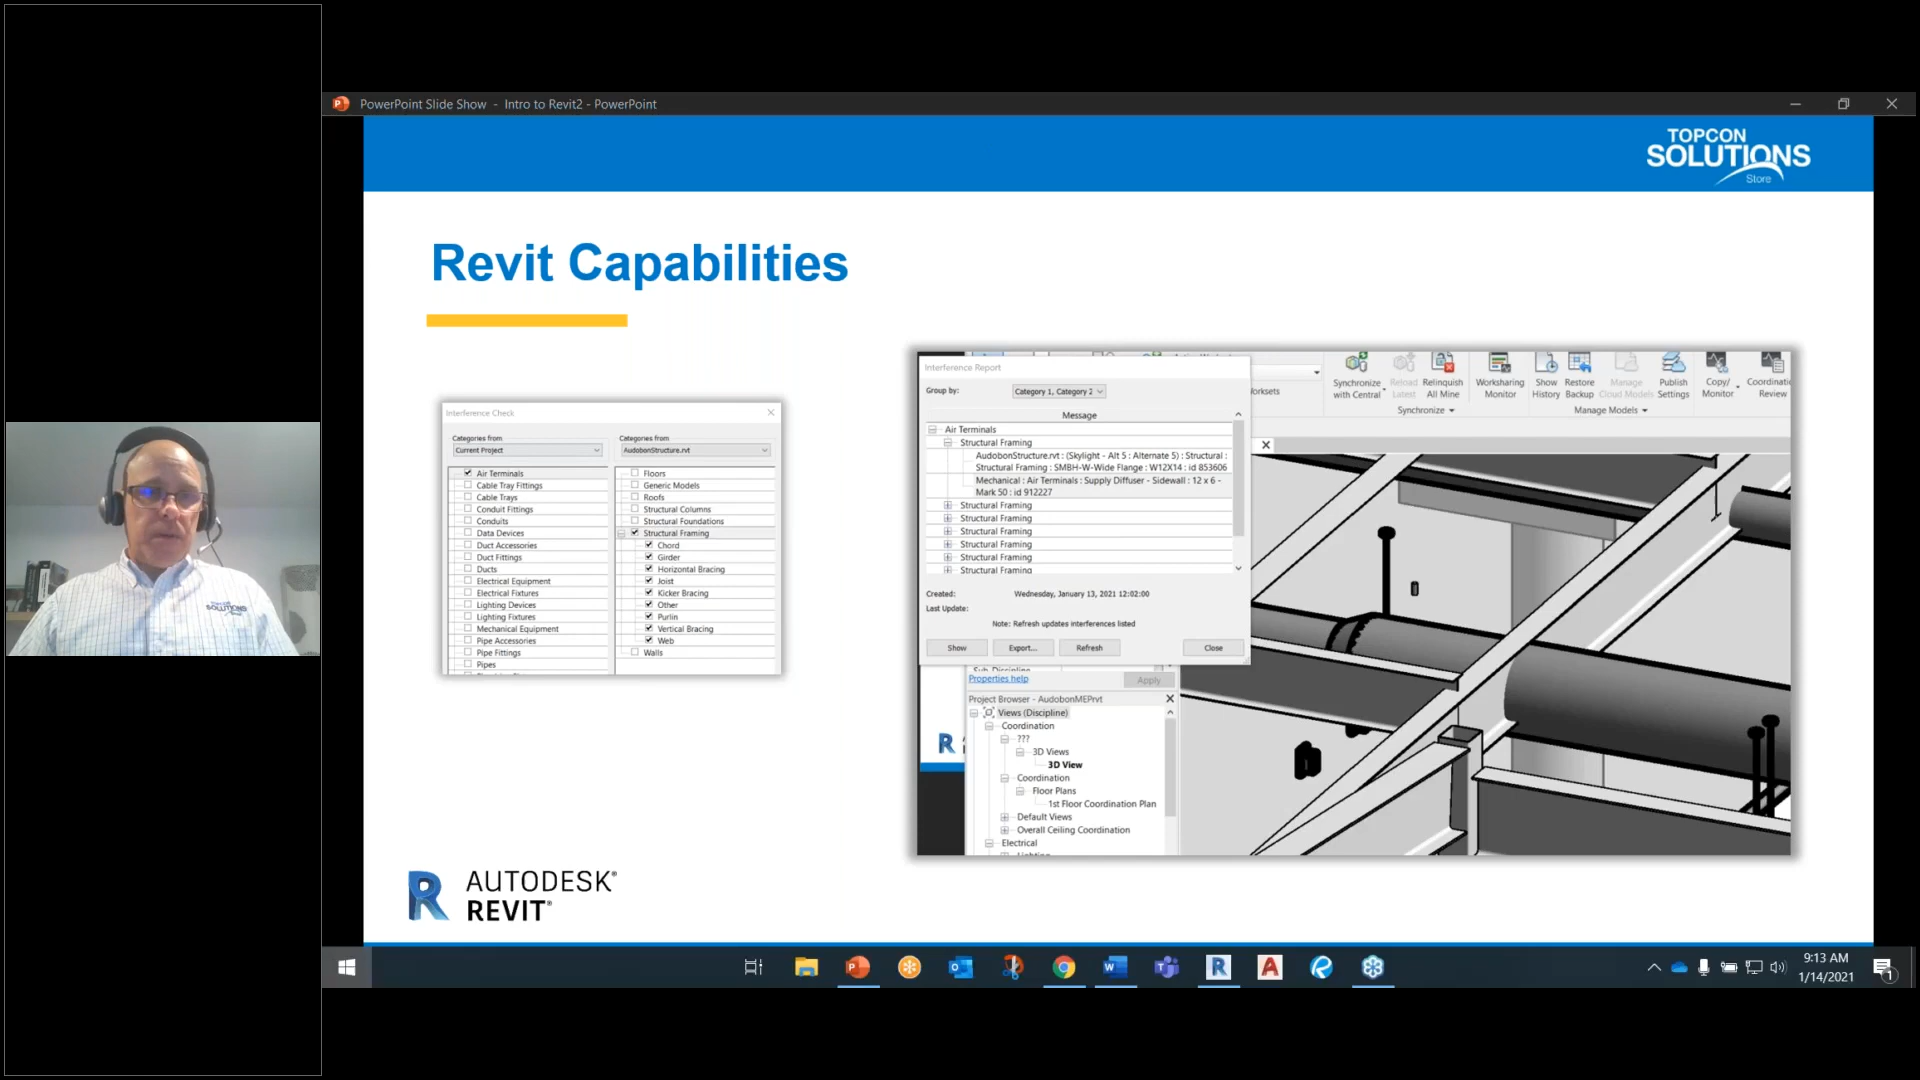 PowerPoint Slide Show - Intro to Revit2 - PowerPoint
TOPCON
SOLUTIONS
Store
Revit Capabilities
Interference Check
Categories from
Categories from
Current Project
AudobonStructure.rvt
Air Terminals
Cable Tray Fittings
Cable Trays
Conduit Fittings
Conduits
Data Devices
Duct Accessories
Duct Fittings
Ducts
Electrical Equipment
Electrical Fixtures
Lighting Devices
Lighting Fixtures
Mechanical Equipment
Pipe Accessories
Pipe Fittings
Pipes
Floors
Generic Models
Roofs
Structural Columns
Structural Foundations
Structural Framing
Chord
Girder
Horizontal Bracing
Joist
Kicker Bracing
Other
Purlin
Vertical Bracing
Web
Walls
Interference Report
Group by:
Category 1, Category 2
Message
Air Terminals
Structural Framing
AudobonStructure.rvt : (Skylight - Alt 5 : Alternate 5) : Structural :
Structural Framing : SMBH-W-Wide Flange : W12X14 : id 853606
Mechanical : Air Terminals : Supply Diffuser - Sidewall : 12 x 6 -
Mark 50 : id 912227
Structural Framing
Structural Framing
Structural Framing
Structural Framing
Structural Framing
Structural Framing
Created:
Wednesday, January 13, 2021 12:02:00
Last Update:
Note: Refresh updates interferences listed
Show
Export...
Refresh
Close
Synchronize
with Central
Reload
Latest
Relinquish
All Mine
Worksharing
Monitor
Show
History
Restore
Backup
Manage
Cloud Models
Publish
Settings
Copy/
Monitor
Review
Synchronize
Manage Models
Properties help
Apply
Project Browser - AudobonMEPrvt
Views (Discipline)
Coordination
???
3D Views
3D View
Coordination
Floor Plans
1st Floor Coordination Plan
Default Views
Overall Ceiling Coordination
Electrical
R
AUTODESK®
REVIT®
TOPCON
SOLUTIONS
9:13 AM
1/14/2021
1